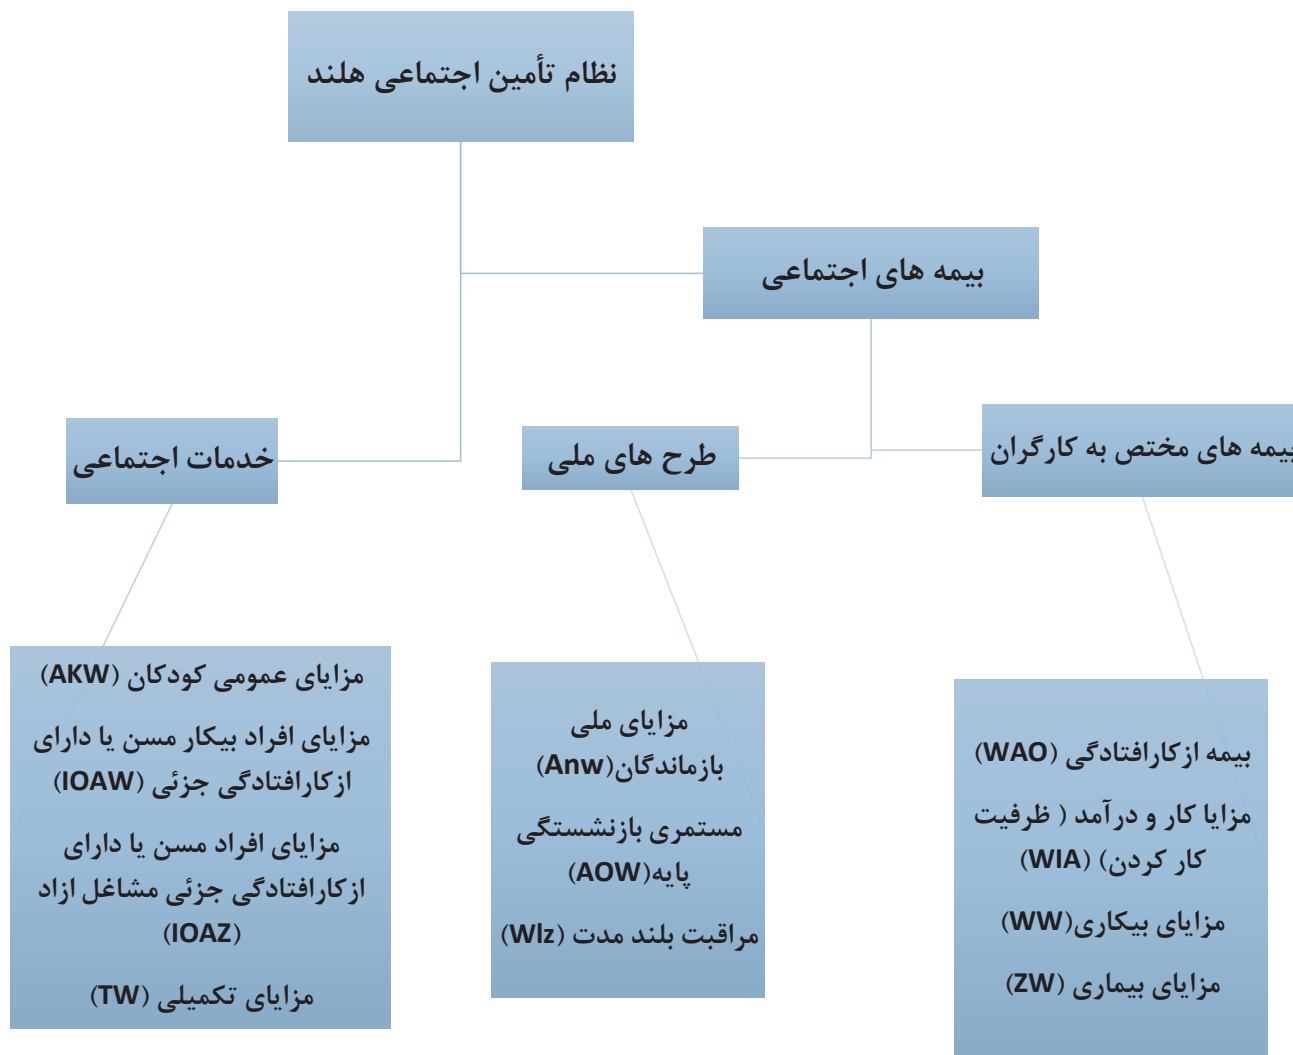 نظام تأمین اجتماعی هلند
بیمه های اجتماعی
بیمه های مختص به کارگران
طرح های ملی
خدمات اجتماعی
بیمه ازکارافتادگی (WAO)
مزایا کار و درآمد ( ظرفیت
کار کردن) (WIA)
مزایای بیکاری(WW)
مزایای بیماری (ZW)
مزایای ملی
بازماندگان(Anw)
مستمری بازنشستگی
پایه(AOW)
مراقبت بلند مدت (Wlz)
مزایای عمومی کودکان (AKW)
مزایای افراد بیکار مسن یا دارای
ازکارافتادگی جزئی (IOAW)
مزایای افراد مسن یا دارای
ازکارافتادگی جزئی مشاغل ازاد
(IOAZ)
مزایای تکمیلی (TW)